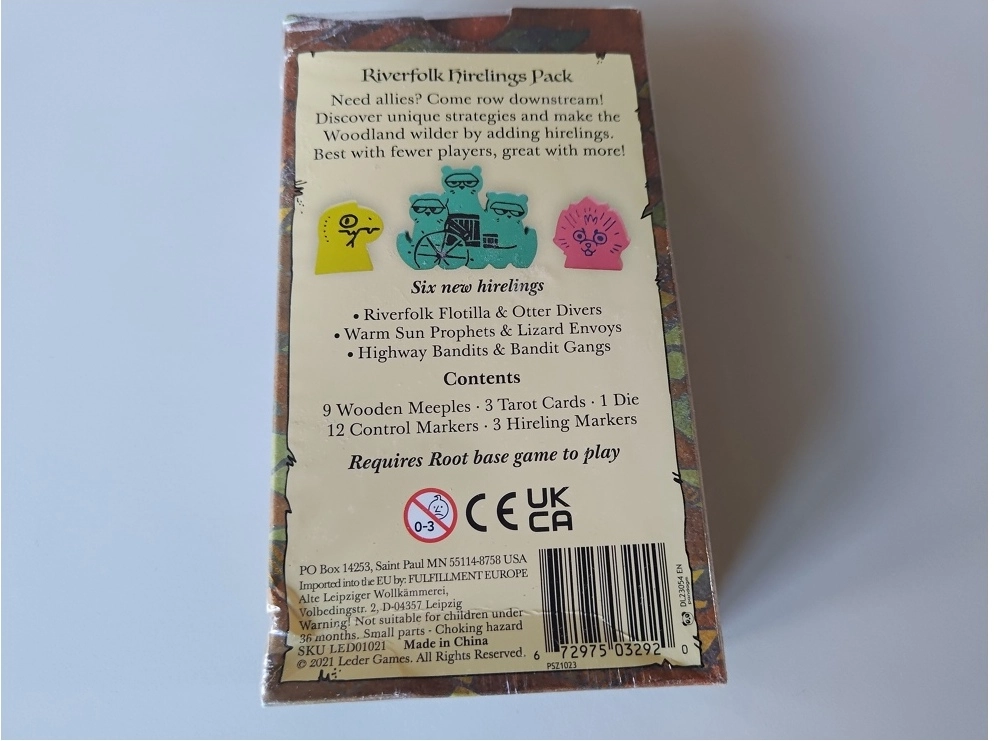 Riverfolk Hirelings Pack
Need allies? Come row downstream!
Discover unique strategies and make the
Woodland wilder by adding hirelings.
Best with fewer players, great with more!
Six new hirelings
• Riverfolk Flotilla & Otter Divers
• Warm Sun Prophets & Lizard Envoys
• Highway Bandits & Bandit Gangs
Contents
9 Wooden Meeples · 3 Tarot Cards · 1 Die
12 Control Markers · 3 Hireling Markers
Requires Root base game to play
0-3
CE
UK
CA
PO Box 14253, Saint Paul MN 55114-8758 USA
Imported into the EU by: FULFILLMENT EUROPE
Alte Leipziger Wollkämmerei,
Volbedingstr. 2, D-04357 Leipzig
Warning! Not suitable for children under
36 months. Small parts · Choking hazard
SKU LED01021 Made in China
© 2021 Leder Games. All Rights Reserved.
6 72975 03292 0
PSZ1023
DL23054 EN